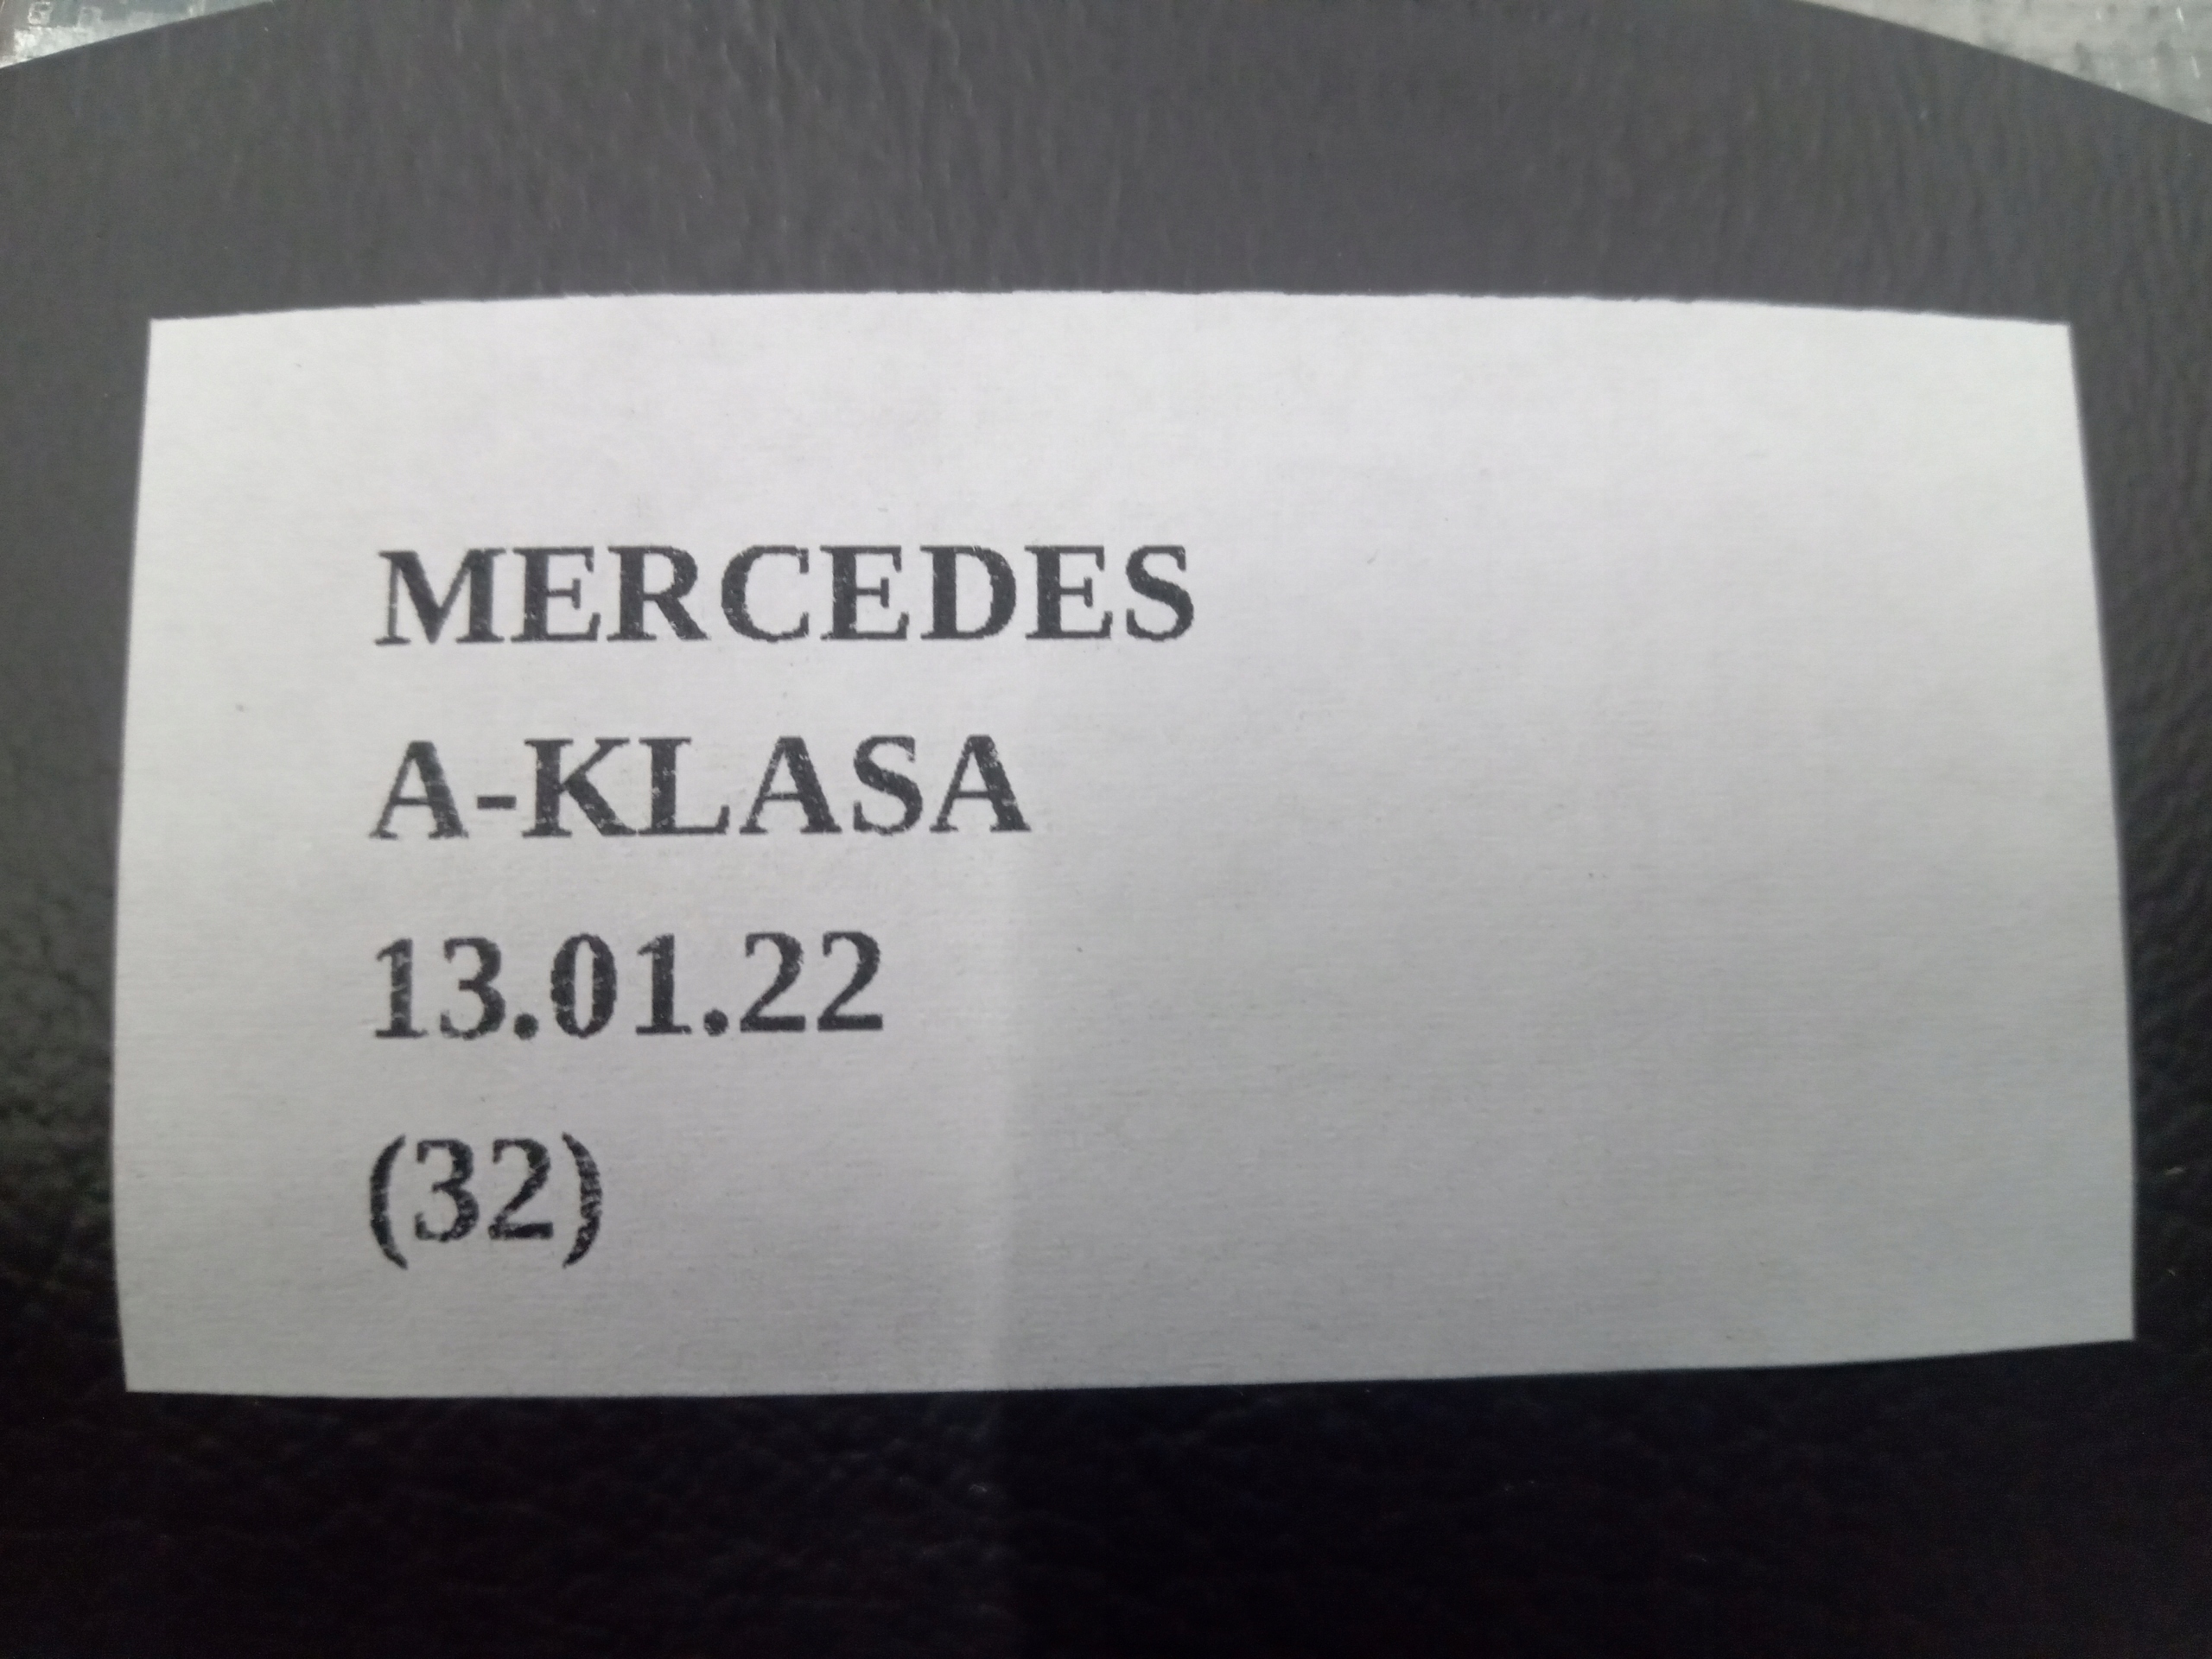 MERCEDES
A-KLASA
13.01.22
(32)